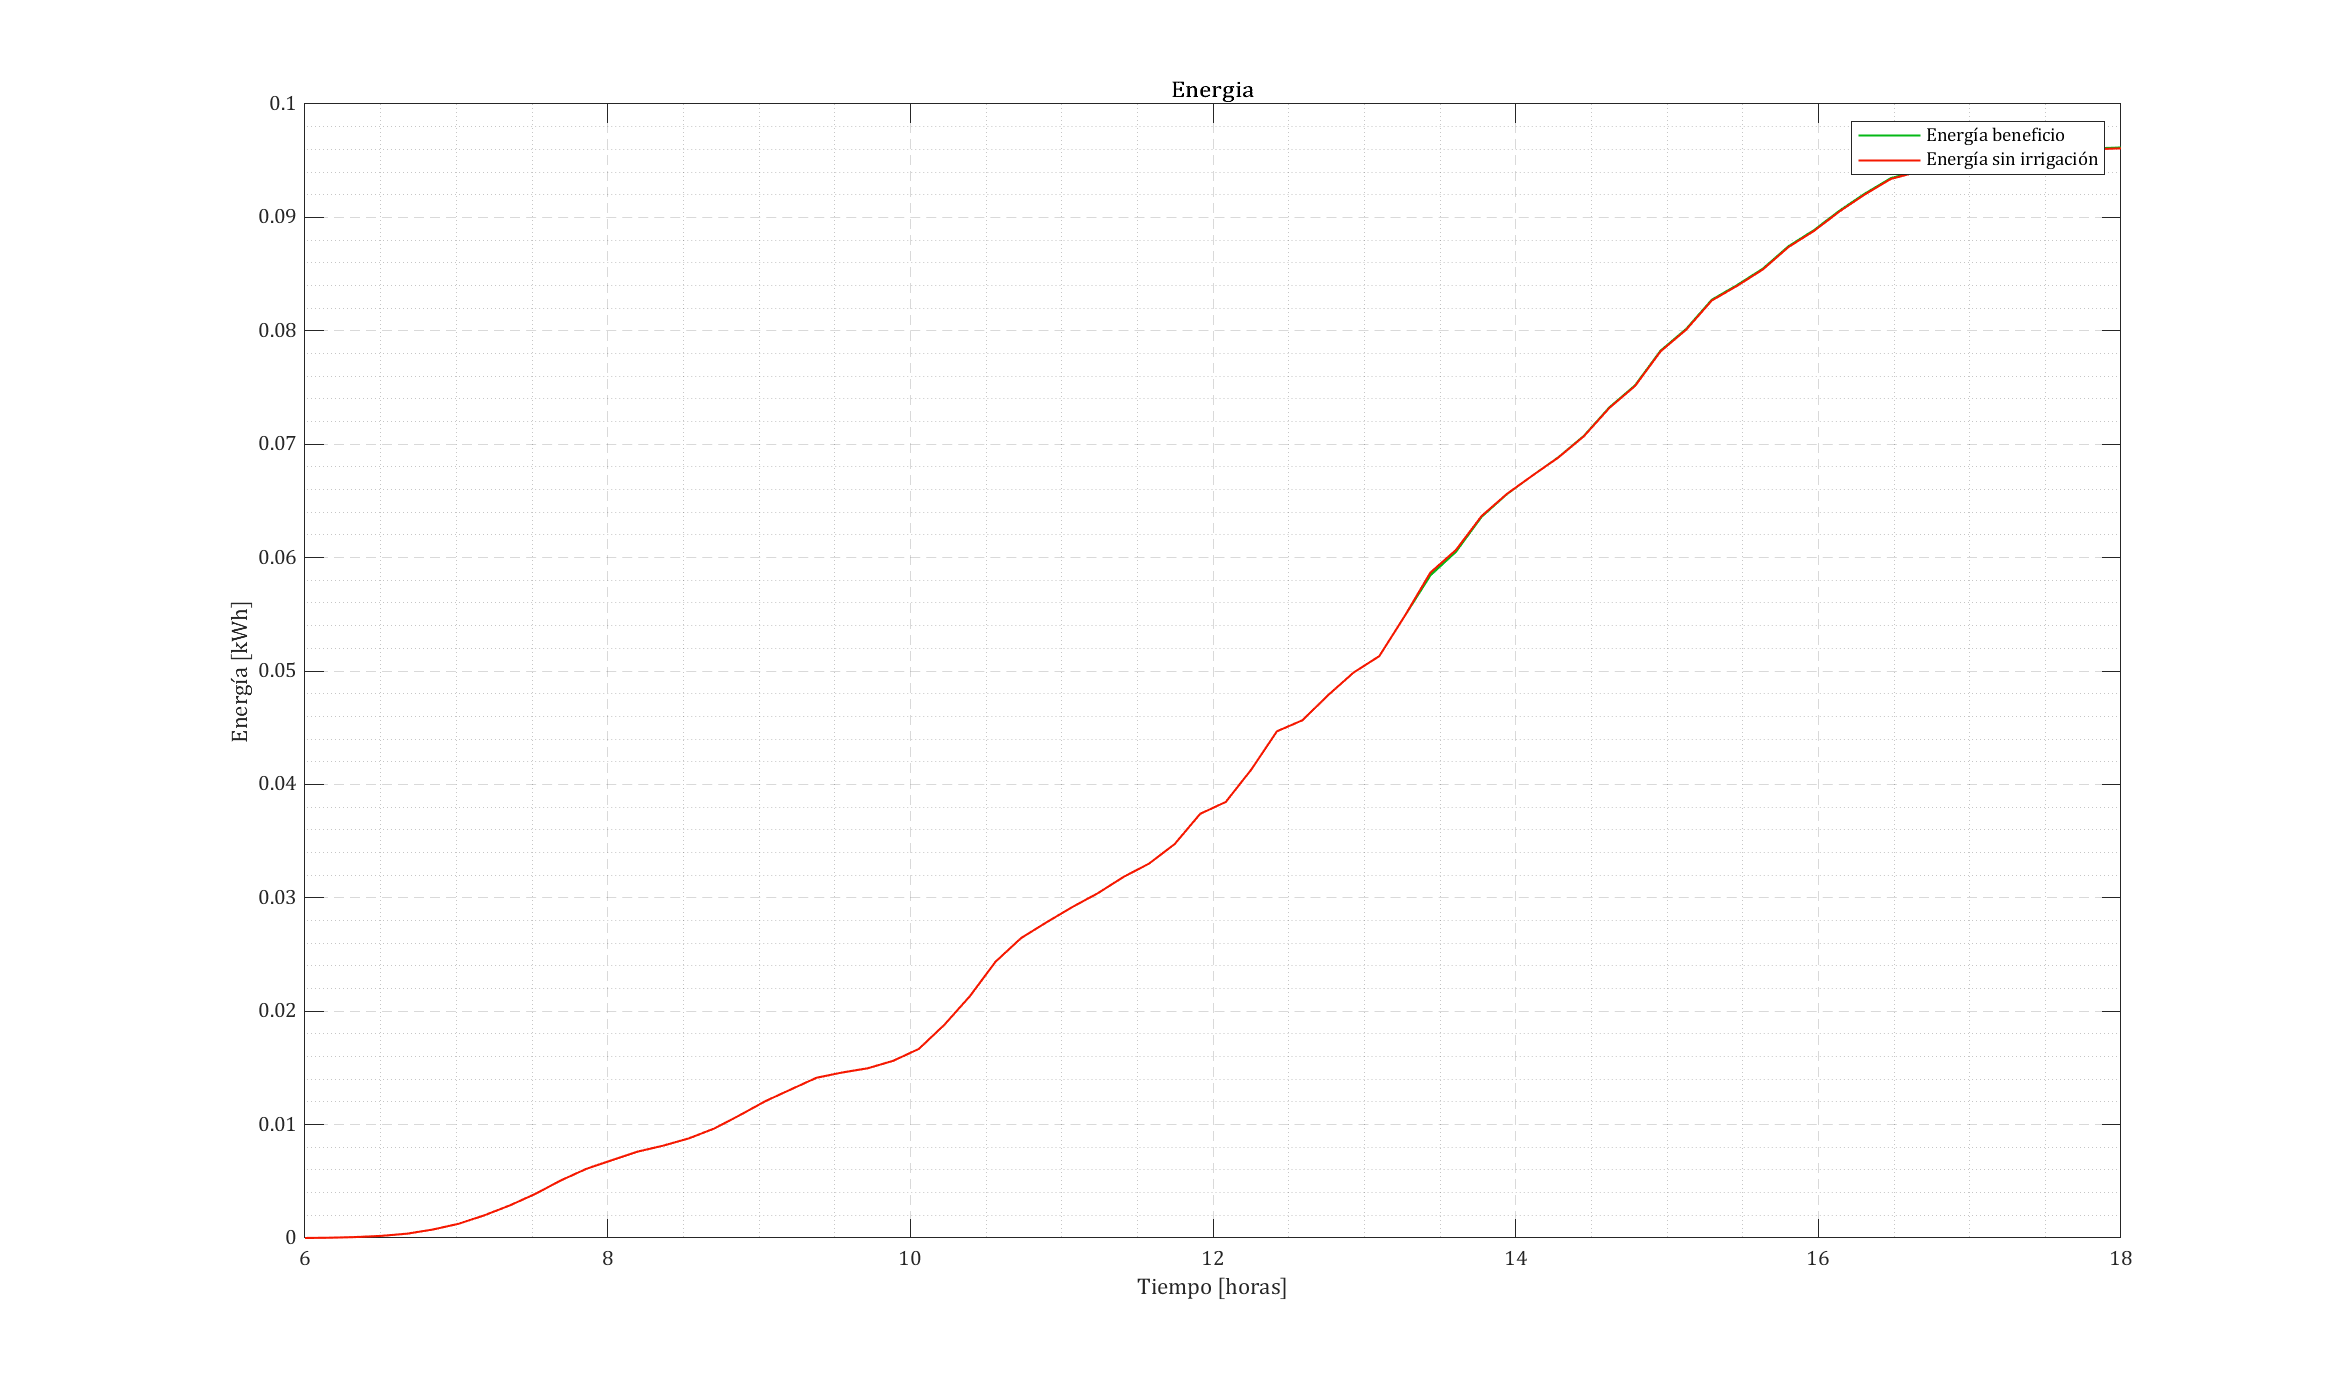 Energia
0.1
0.09
0.08
0.07
0.06
0.05
0.04
0.03
0.02
0.01
0
Energía [kWh]
Energía beneficio
Energía sin irrigación
6 8 10 12 14 16 18
Tiempo [horas]